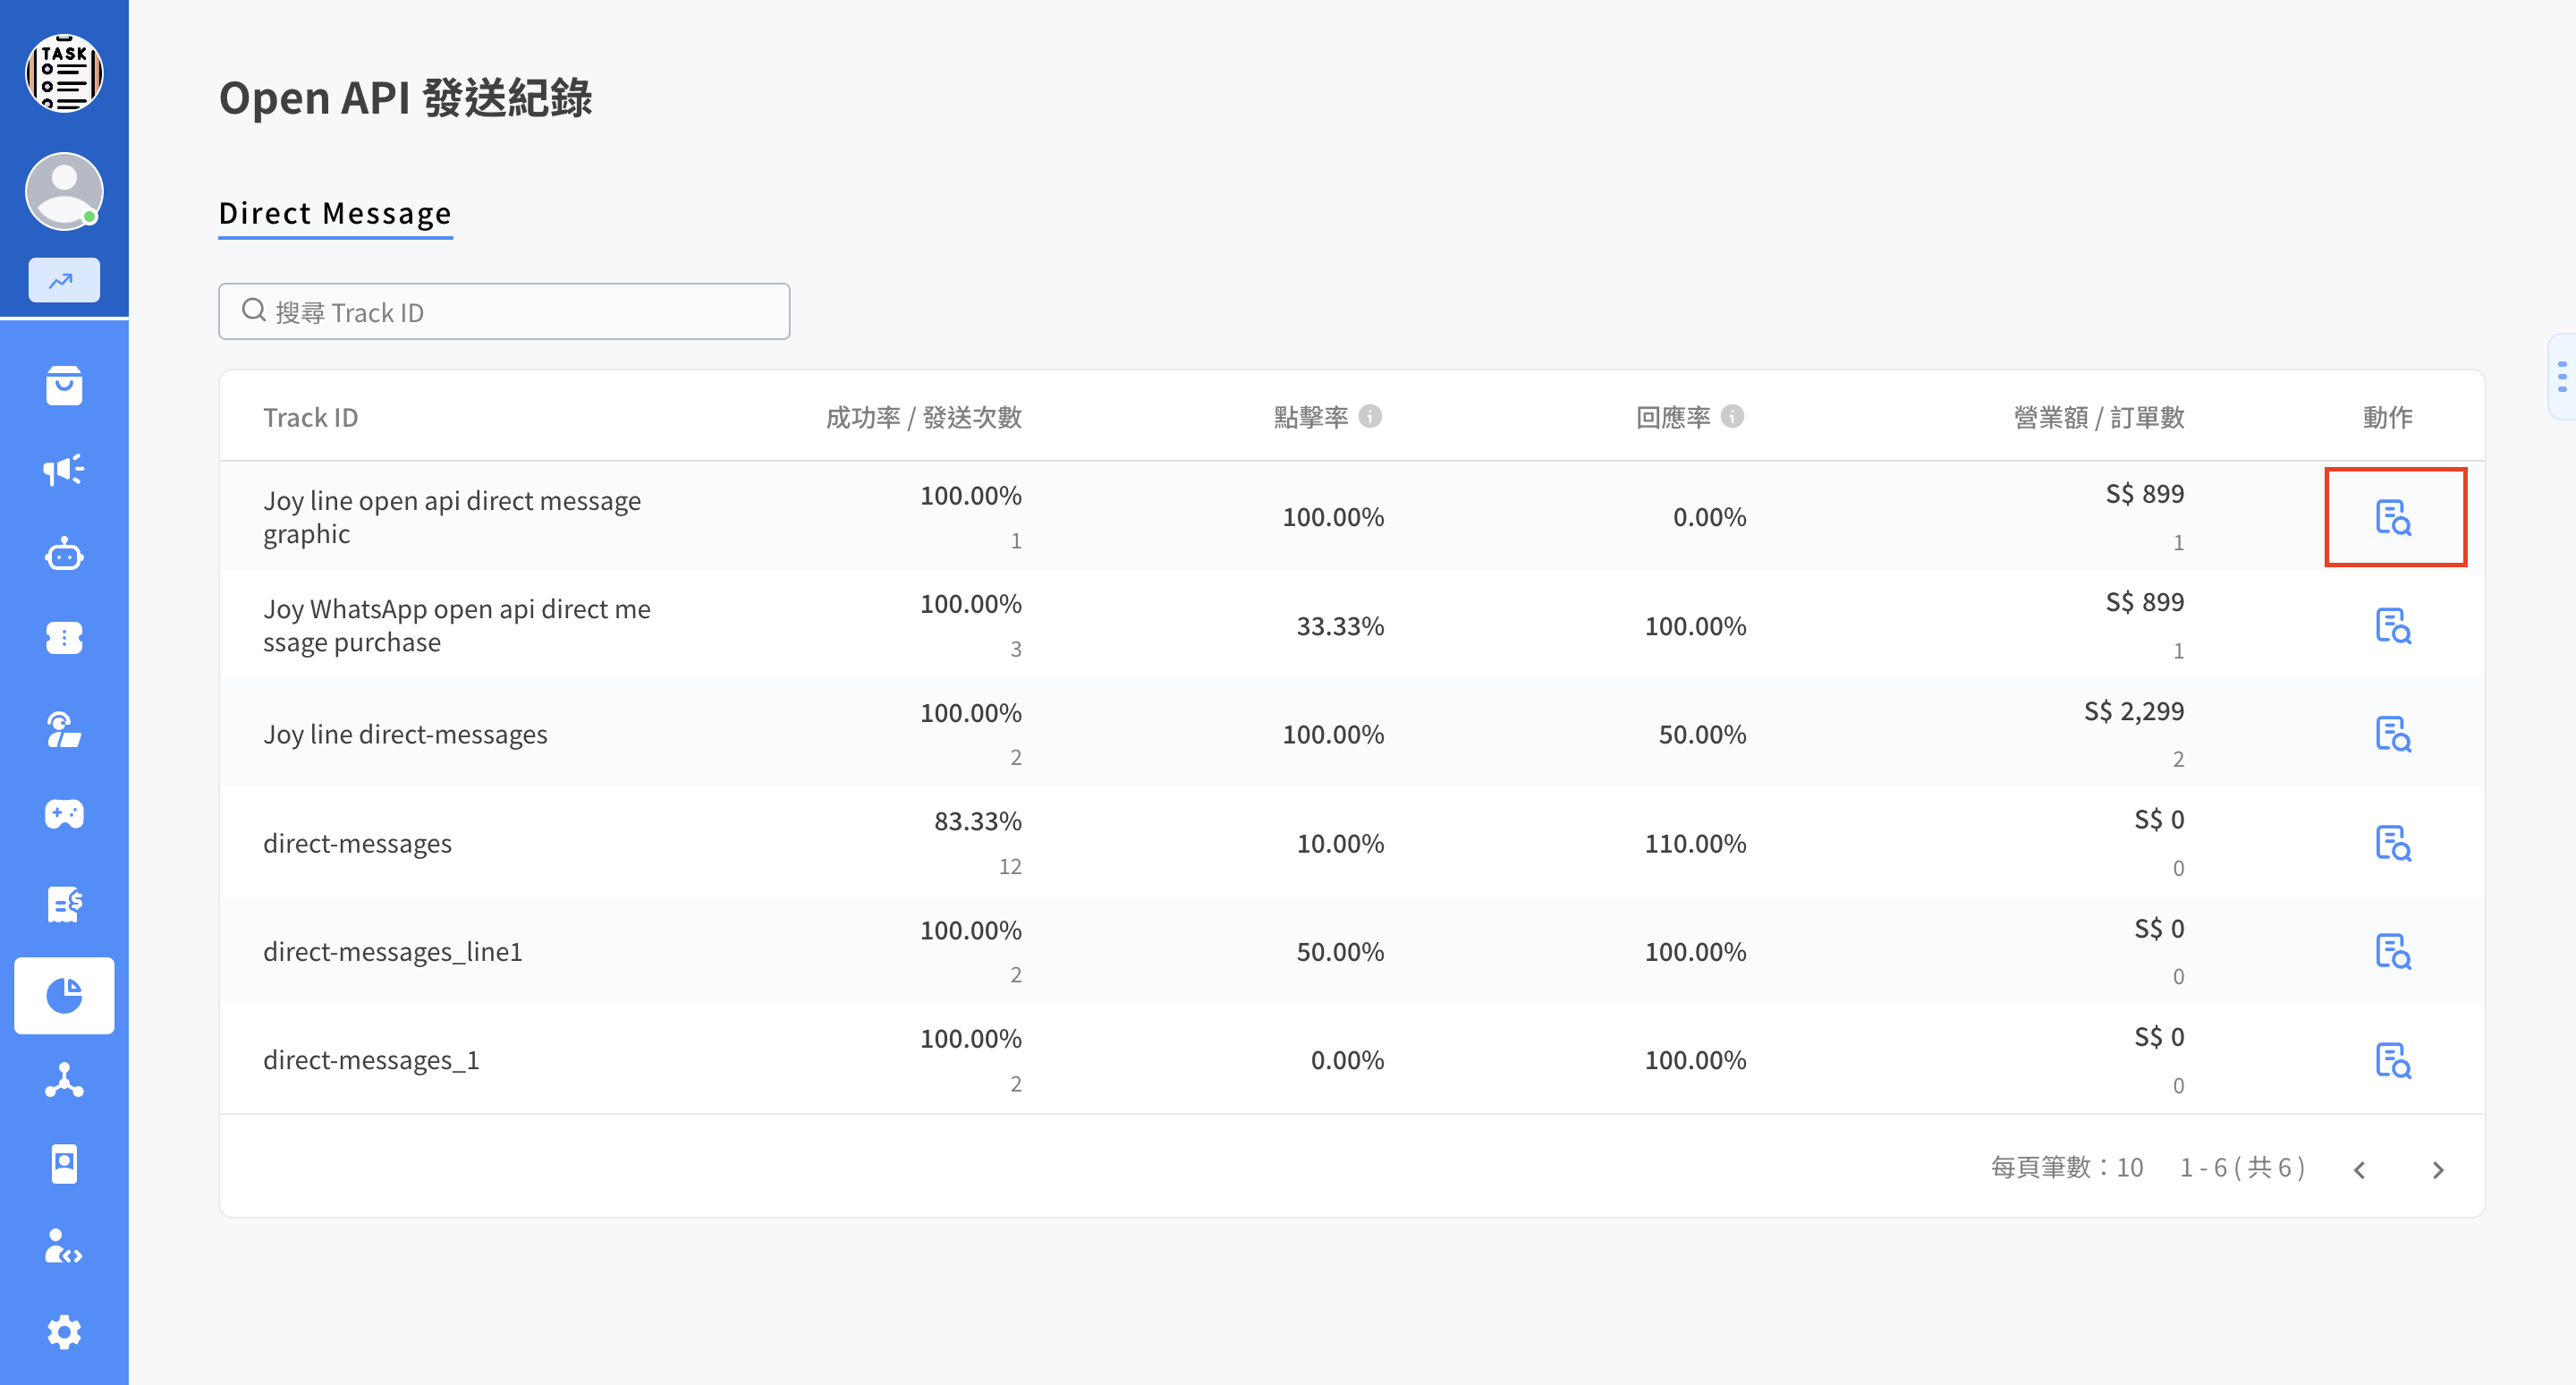 TASK
Open API 發送紀錄
Direct Message
搜尋 Track ID
Track ID 成功率 / 發送次數 點擊率 回應率 營業額 / 訂單數 動作
Joy line open api direct message
graphic
100.00%
1
100.00%
0.00%
S$ 899
1
Joy WhatsApp open api direct me
ssage purchase
100.00%
3
33.33%
100.00%
S$ 899
1
Joy line direct-messages
100.00%
2
100.00%
50.00%
S$ 2,299
2
direct-messages
83.33%
12
10.00%
110.00%
S$ 0
0
direct-messages_line1
100.00%
2
50.00%
100.00%
S$ 0
0
direct-messages_1
100.00%
2
0.00%
100.00%
S$ 0
0
每頁筆數：10 1 - 6 ( 共 6 )